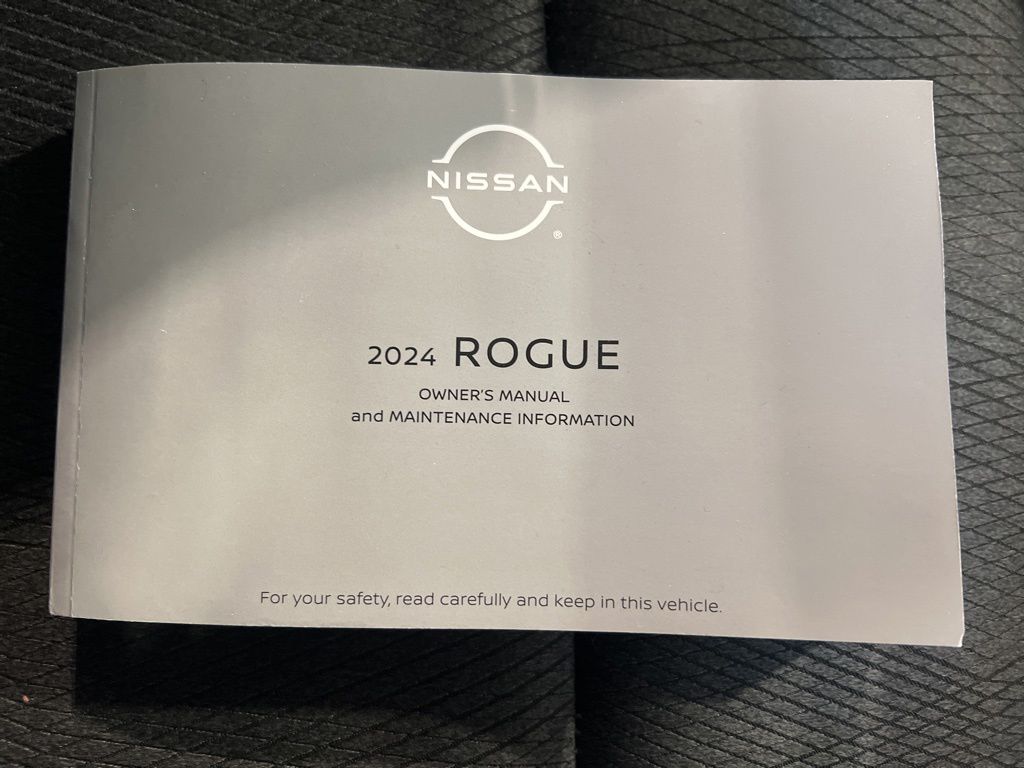 NISSAN
®
2024 ROGUE
OWNER'S MANUAL
and MAINTENANCE INFORMATION
For your safety, read carefully and keep in this vehicle.